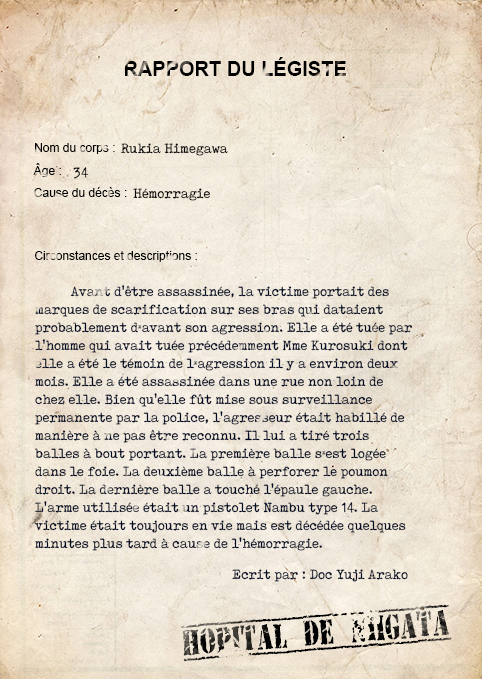 RAPPORT DU LÉGISTE
Nom du corps : Rukia Himegawa
Âge : 34
Cause du décès : Hémorragie
Circonstances et descriptions :
Avant d'être assassinée, la victime portait des
marques de scarification sur ses bras qui dataient
probablement d'avant son agression. Elle a été tuée par
l'homme qui avait tuée précédemment Mme Kurosuki dont
elle a été le témoin de l'agression il y a environ deux
mois. Elle a été assassinée dans une rue non loin de
chez elle. Bien qu'elle fût mise sous surveillance
permanente par la police, l'agresseur était habillé de
manière à ne pas être reconnu. Il lui a tiré trois
balles à bout portant. La première balle s'est logée
dans le foie. La deuxième balle à perforer le poumon
droit. La dernière balle a touché l'épaule gauche.
L'arme utilisée était un pistolet Nambu type 14. La
victime était toujours en vie mais est décédée quelques
minutes plus tard à cause de l'hémorragie.
Ecrit par : Doc Yuji Arako
HOPITAL DE NIIGATA